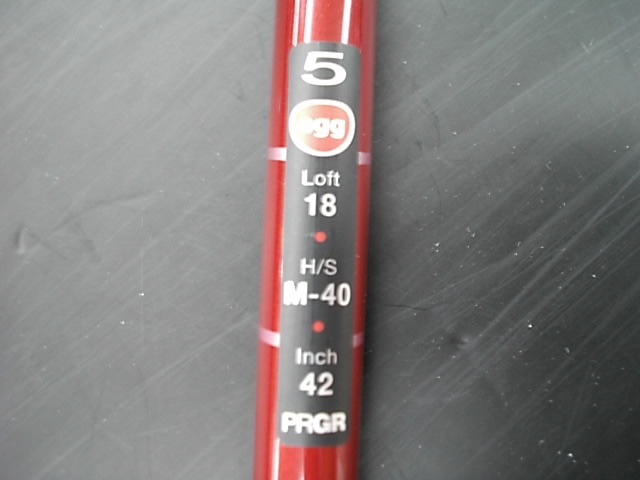 5
egg
Loft
18
H/S
M-40
Inch
42
PRGR